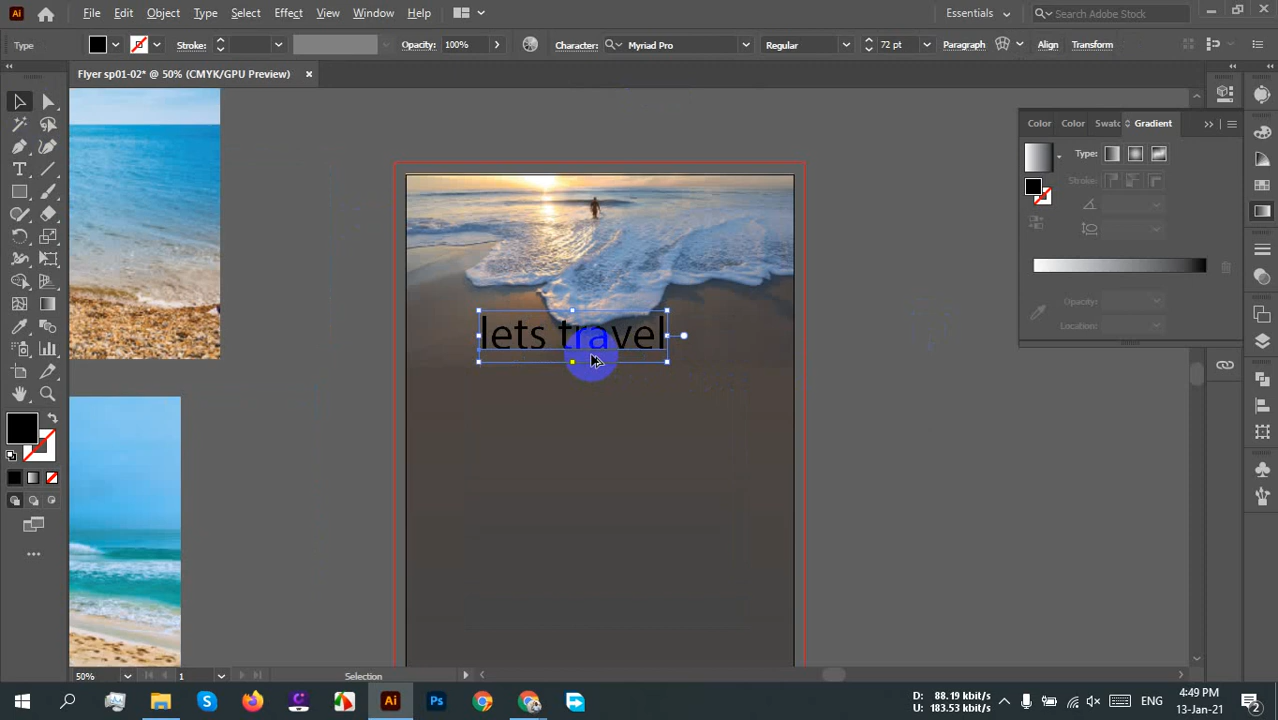 Ai File Edit Object Type Select Effect View Window Help Essentials Search Adobe Stock
Type Stroke: Opacity: 100% Character: Myriad Pro Regular 72 pt Paragraph Align Transform
Flyer sp01-02* @ 50% (CMYK/GPU Preview)
Color Color Swatc Gradient
Type:
Stroke:
lets travel
Opacity:
Location:
50% 1 Selection
S Ai Ps D: 88.19 kbit/s U: 183.53 kbit/s ENG 4:49 PM 13-Jan-21 2